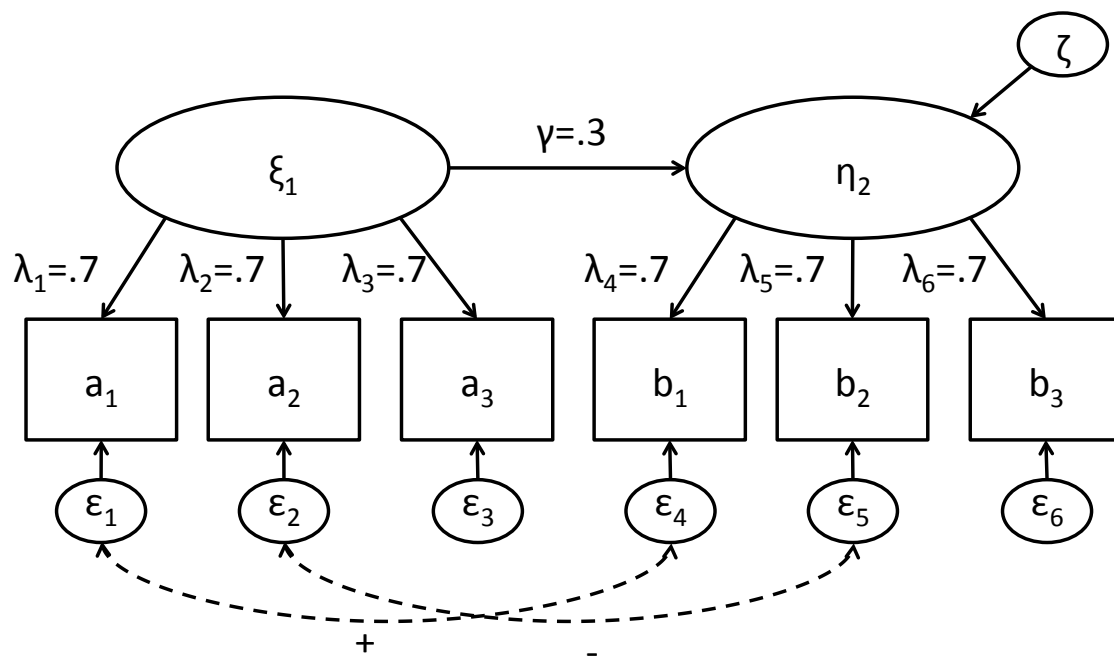 ζ
γ=.3
ξ₁
η₂
λ₁=.7
λ₂=.7
λ₃=.7
λ₄=.7
λ₅=.7
λ₆=.7
a₁
a₂
a₃
b₁
b₂
b₃
ε₁
ε₂
ε₃
ε₄
ε₅
ε₆
+
-